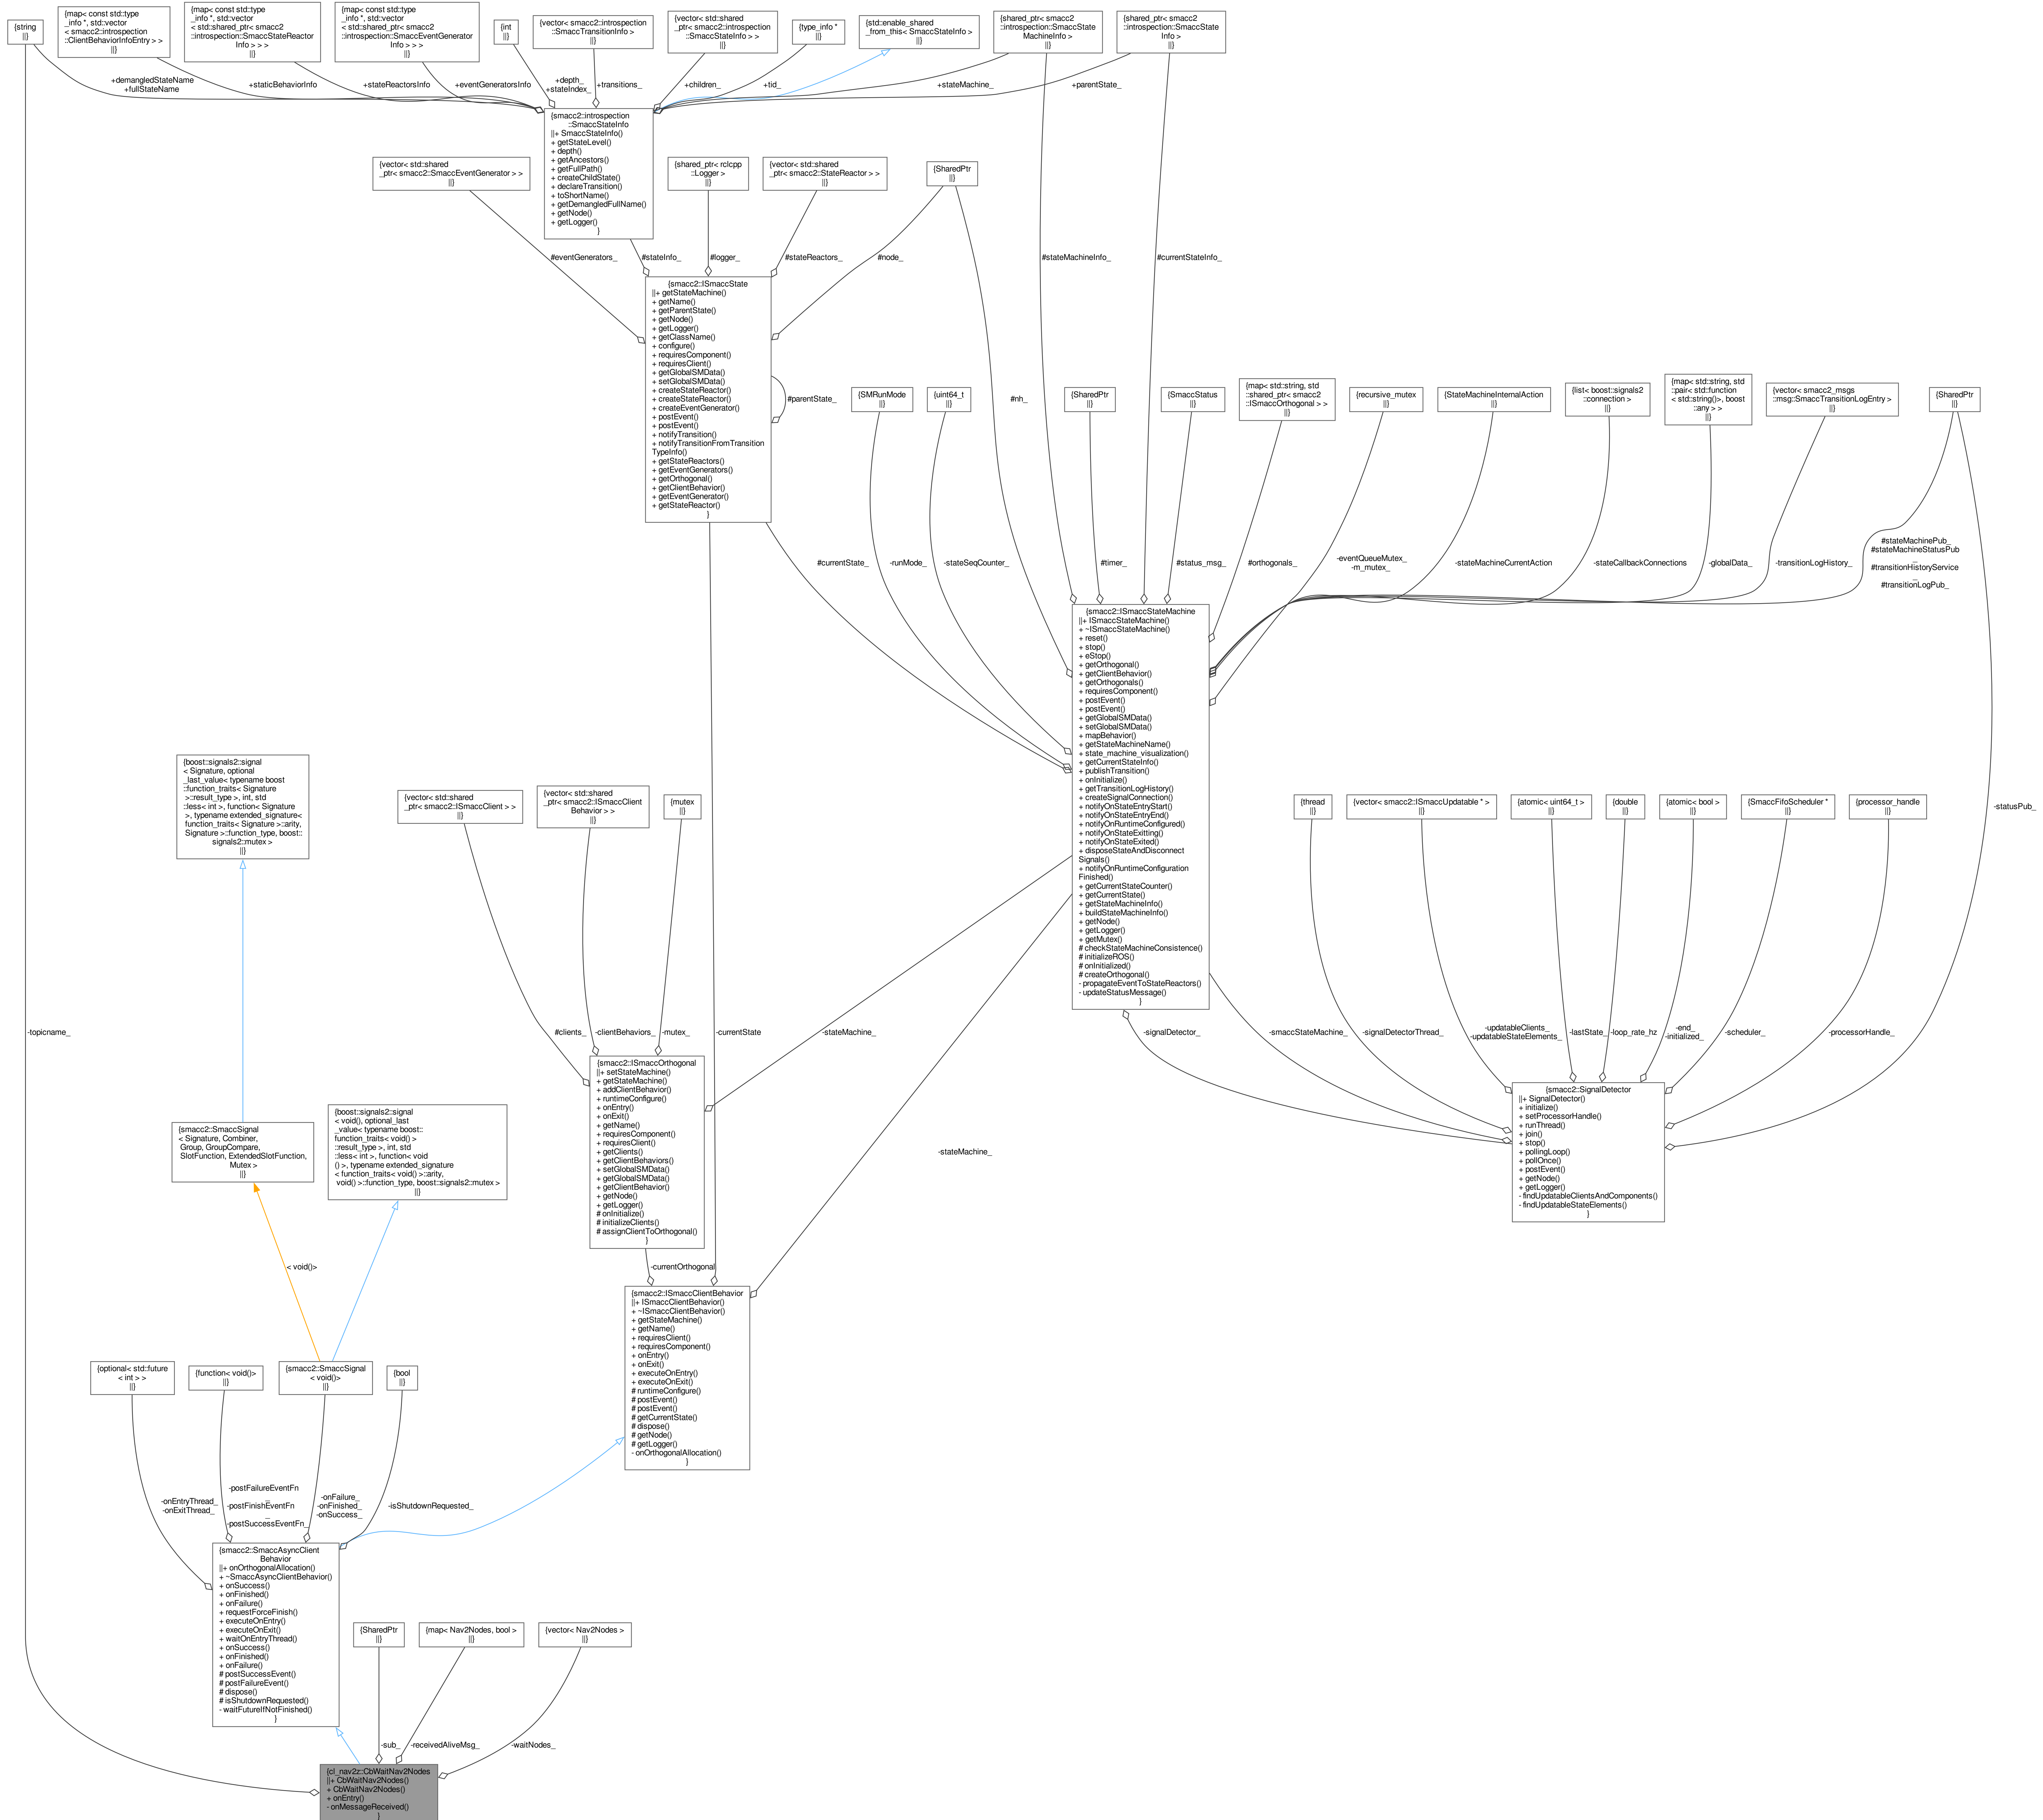 {string
||}
{map< const std::type
_info *, std::vector
< smacc2::introspection
::ClientBehaviorInfoEntry > >
||}
{map< const std::type
_info *, std::vector
< std::shared_ptr< smacc2
::introspection::SmaccStateReactor
Info > > >
||}
{map< const std::type
_info *, std::vector
< std::shared_ptr< smacc2
::introspection::SmaccEventGenerator
Info > > >
||}
{int
||}
{vector< smacc2::introspection
::SmaccTransitionInfo >
||}
{vector< std::shared
_ptr< smacc2::introspection
::SmaccStateInfo > >
||}
{type_info *
||}
{std::enable_shared
_from_this< SmaccStateInfo >
||}
{shared_ptr< smacc2
::introspection::SmaccState
MachineInfo >
||}
{shared_ptr< smacc2
::introspection::SmaccState
Info >
||}
+demangledStateName
+fullStateName
+staticBehaviorInfo
+stateReactorsInfo
+eventGeneratorsInfo
+depth_
+stateIndex_
+transitions_
+children_
+tid_
+stateMachine_
+parentState_
{smacc2::introspection
::SmaccStateInfo
||+ SmaccStateInfo()
+ getStateLevel()
+ depth()
+ getAncestors()
+ getFullPath()
+ createChildState()
+ declareTransition()
+ toShortName()
+ getDemangledFullName()
+ getNode()
+ getLogger()
}
{vector< std::shared
_ptr< smacc2::SmaccEventGenerator > >
||}
{shared_ptr< rclcpp
::Logger >
||}
{vector< std::shared
_ptr< smacc2::StateReactor > >
||}
{SharedPtr
||}
#eventGenerators_
#stateInfo_
#logger_
#stateReactors_
#node_
#stateMachineInfo_
#currentStateInfo_
{smacc2::ISmaccState
||+ getStateMachine()
+ getName()
+ getParentState()
+ getNode()
+ getLogger()
+ getClassName()
+ configure()
+ requiresComponent()
+ requiresClient()
+ getGlobalSMData()
+ setGlobalSMData()
+ createStateReactor()
+ createStateReactor()
+ createEventGenerator()
+ postEvent()
+ postEvent()
+ notifyTransition()
+ notifyTransitionFromTransition
TypeInfo()
+ getStateReactors()
+ getEventGenerators()
+ getOrthogonal()
+ getClientBehavior()
+ getEventGenerator()
+ getStateReactor()
}
#parentState_
{SMRunMode
||}
{uint64_t
||}
#nh_
{SharedPtr
||}
{SmaccStatus
||}
{map< std::string, std
::shared_ptr< smacc2
::ISmaccOrthogonal > >
||}
{recursive_mutex
||}
{StateMachineInternalAction
||}
{list< boost::signals2
::connection >
||}
{map< std::string, std
::pair< std::function
< std::string()>, boost
::any > >
||}
{vector< smacc2_msgs
::msg::SmaccTransitionLogEntry >
||}
{SharedPtr
||}
#currentState_
-runMode_
-stateSeqCounter_
#timer_
#status_msg_
#orthogonals_
-eventQueueMutex_
-m_mutex_
-stateMachineCurrentAction
-stateCallbackConnections
-globalData_
-transitionLogHistory_
#stateMachinePub_
#stateMachineStatusPub
_
#transitionHistoryService
_
#transitionLogPub_
{smacc2::ISmaccStateMachine
||+ ISmaccStateMachine()
+ ~ISmaccStateMachine()
+ reset()
+ stop()
+ eStop()
+ getOrthogonal()
+ getClientBehavior()
+ getOrthogonals()
+ requiresComponent()
+ postEvent()
+ postEvent()
+ getGlobalSMData()
+ setGlobalSMData()
+ mapBehavior()
+ getStateMachineName()
+ state_machine_visualization()
+ getCurrentStateInfo()
+ publishTransition()
+ onInitialize()
+ getTransitionLogHistory()
+ createSignalConnection()
+ notifyOnStateEntryStart()
+ notifyOnStateEntryEnd()
+ notifyOnRuntimeConfigured()
+ notifyOnStateExitting()
+ notifyOnStateExited()
+ disposeStateAndDisconnect
Signals()
+ notifyOnRuntimeConfiguration
Finished()
+ getCurrentStateCounter()
+ getCurrentState()
+ getStateMachineInfo()
+ buildStateMachineInfo()
+ getNode()
+ getLogger()
+ getMutex()
# checkStateMachineConsistence()
# initializeROS()
# onInitialized()
# createOrthogonal()
- propagateEventToStateReactors()
- updateStatusMessage()
}
{boost::signals2::signal
< Signature, optional
_last_value< typename boost
::function_traits< Signature
>::result_type >, int, std
::less< int >, function< Signature
>, typename extended_signature<
function_traits< Signature >::arity,
Signature >::function_type, boost::
signals2::mutex >
||}
{vector< std::shared
_ptr< smacc2::ISmaccClient > >
||}
{vector< std::shared
_ptr< smacc2::ISmaccClient
Behavior > >
||}
{mutex
||}
{thread
||}
{vector< smacc2::ISmaccUpdatable * >
||}
{atomic< uint64_t >
||}
{double
||}
{atomic< bool >
||}
{SmaccFifoScheduler *
||}
{processor_handle
||}
-statusPub_
-topicname_
#clients_
-clientBehaviors_
-mutex_
-currentState
-stateMachine_
-signalDetector_
-smaccStateMachine_
-signalDetectorThread_
-updatableClients_
-updatableStateElements_
-lastState_
-loop_rate_hz
-end_
-initialized_
-scheduler_
-processorHandle_
{smacc2::ISmaccOrthogonal
||+ setStateMachine()
+ getStateMachine()
+ addClientBehavior()
+ runtimeConfigure()
+ onEntry()
+ onExit()
+ getName()
+ requiresComponent()
+ requiresClient()
+ getClients()
+ getClientBehaviors()
+ setGlobalSMData()
+ getGlobalSMData()
+ getClientBehavior()
+ getNode()
+ getLogger()
# onInitialize()
# initializeClients()
# assignClientToOrthogonal()
}
{smacc2::SignalDetector
||+ SignalDetector()
+ initialize()
+ setProcessorHandle()
+ runThread()
+ join()
+ stop()
+ pollingLoop()
+ pollOnce()
+ postEvent()
+ getNode()
+ getLogger()
- findUpdatableClientsAndComponents()
- findUpdatableStateElements()
}
{smacc2::SmaccSignal
< Signature, Combiner,
Group, GroupCompare,
SlotFunction, ExtendedSlotFunction,
Mutex >
||}
{boost::signals2::signal
< void(), optional_last
_value< typename boost::
function_traits< void() >
::result_type >, int, std
::less< int >, function< void
() >, typename extended_signature
< function_traits< void() >::arity,
void() >::function_type, boost::signals2::mutex >
||}
-stateMachine_
< void()>
-currentOrthogonal
{smacc2::ISmaccClientBehavior
||+ ISmaccClientBehavior()
+ ~ISmaccClientBehavior()
+ getStateMachine()
+ getName()
+ requiresClient()
+ requiresComponent()
+ onEntry()
+ onExit()
+ executeOnEntry()
+ executeOnExit()
# runtimeConfigure()
# postEvent()
# postEvent()
# getCurrentState()
# dispose()
# getNode()
# getLogger()
- onOrthogonalAllocation()
}
{optional< std::future
< int > >
||}
{function< void()>
||}
{smacc2::SmaccSignal
< void()>
||}
{bool
||}
-onEntryThread_
-onExitThread_
-postFailureEventFn
_
-postFinishEventFn
_
-postSuccessEventFn_
-onFailure_
-onFinished_
-onSuccess_
-isShutdownRequested_
{smacc2::SmaccAsyncClient
Behavior
||+ onOrthogonalAllocation()
+ ~SmaccAsyncClientBehavior()
+ onSuccess()
+ onFinished()
+ onFailure()
+ requestForceFinish()
+ executeOnEntry()
+ executeOnExit()
+ waitOnEntryThread()
+ onSuccess()
+ onFinished()
+ onFailure()
# postSuccessEvent()
# postFailureEvent()
# dispose()
# isShutdownRequested()
- waitFutureIfNotFinished()
}
{SharedPtr
||}
{map< Nav2Nodes, bool >
||}
{vector< Nav2Nodes >
||}
-sub_
-receivedAliveMsg_
-waitNodes_
{cl_nav2z::CbWaitNav2Nodes
||+ CbWaitNav2Nodes()
+ CbWaitNav2Nodes()
+ onEntry()
- onMessageReceived()
}